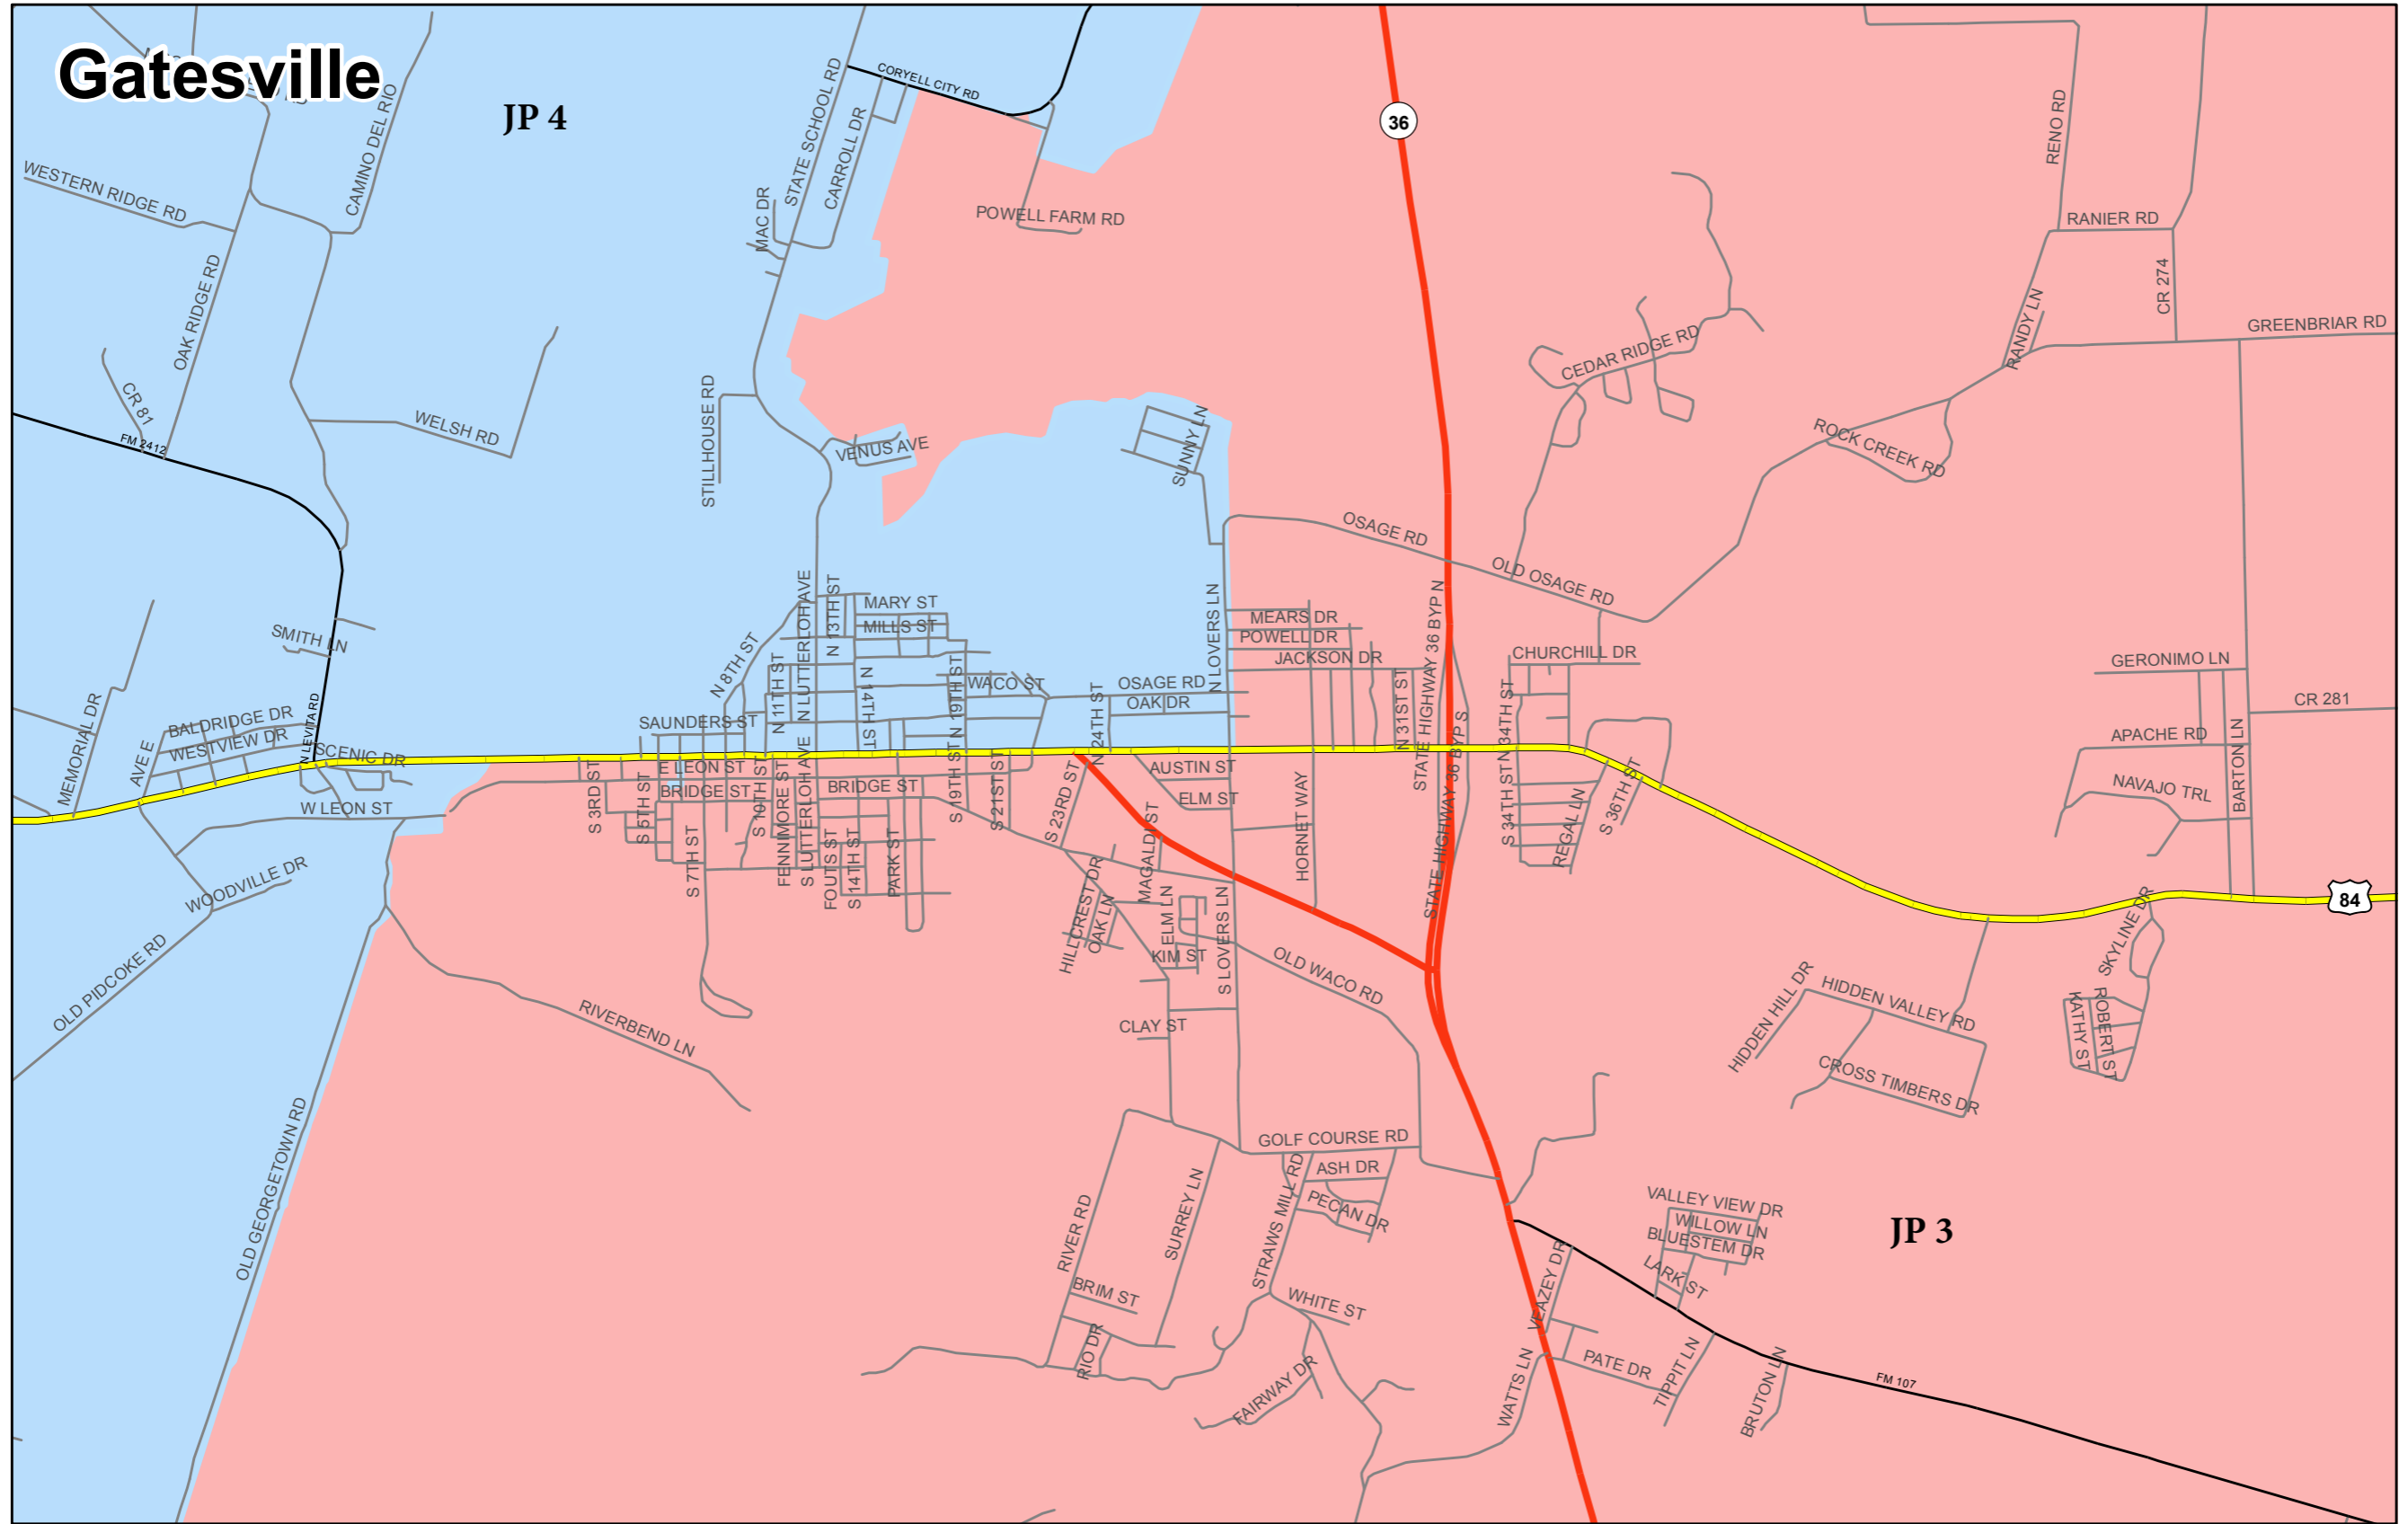 Gatesville
JP 4
CORYELL CITY RD
36
STATE SCHOOL RD
CARROLL DR
CAMINO DEL RIO
RENO RD
WESTERN RIDGE RD
MAC DR
POWELL FARM RD
RANIER RD
OAK RIDGE RD
CR 274
RANDY LN
GREENBRIAR RD
CEDAR RIDGE RD
CR 81
FM 2412
WELSH RD
STILLHOUSE RD
VENUS AVE
SUNNY LN
ROCK CREEK RD
OSAGE RD
OLD OSAGE RD
SMITH LN
N 8TH ST
N LUTTERLOH AVE
N 13TH ST
MARY ST
MILLS ST
N 11TH ST
N 14TH ST
N 19TH ST
WACO ST
N 24TH ST
OSAGE RD
OAK DR
N LOVERS LN
MEARS DR
POWELL DR
JACKSON DR
N 31ST ST
STATE HIGHWAY 36 BYP N
CHURCHILL DR
N 34TH ST
GERONIMO LN
CR 281
APACHE RD
NAVAJO TRL
BARTON LN
MEMORIAL DR
AVE E
BALDRIDGE DR
WESTVIEW DR
N LEVITA RD
SCENIC DR
SAUNDERS ST
E LEON ST
BRIDGE ST
BRIDGE ST
W LEON ST
S 3RD ST
S 5TH ST
S 7TH ST
S 10TH ST
FENNIMORE ST
S LUTTERLOH AVE
FOUTS ST
S 14TH ST
PARK ST
S 19TH ST
S 21ST ST
S 23RD ST
AUSTIN ST
ELM ST
MAGALDI ST
HORNET WAY
STATE HIGHWAY 36 BYP S
S 34TH ST
REGAL LN
S 36TH ST
84
WOODVILLE DR
OLD PIDCOKE RD
HILLCREST DR
OAK LN
ELM LN
KIM ST
S LOVERS LN
OLD WACO RD
SKYLINE DR
HIDDEN HILL DR
HIDDEN VALLEY RD
KATHY ST
ROBERT ST
CROSS TIMBERS DR
RIVERBEND LN
CLAY ST
OLD GEORGETOWN RD
GOLF COURSE RD
ASH DR
PECAN DR
STRAWS MILL RD
SURREY LN
RIVER RD
BRIM ST
RIO DR
WHITE ST
FAIRWAY DR
VALLEY VIEW DR
WILLOW LN
BLUESTEM DR
LARK ST
JP 3
VEAZEY DR
WATTS LN
PATE DR
TIPPIT LN
BRUTON LN
FM 107